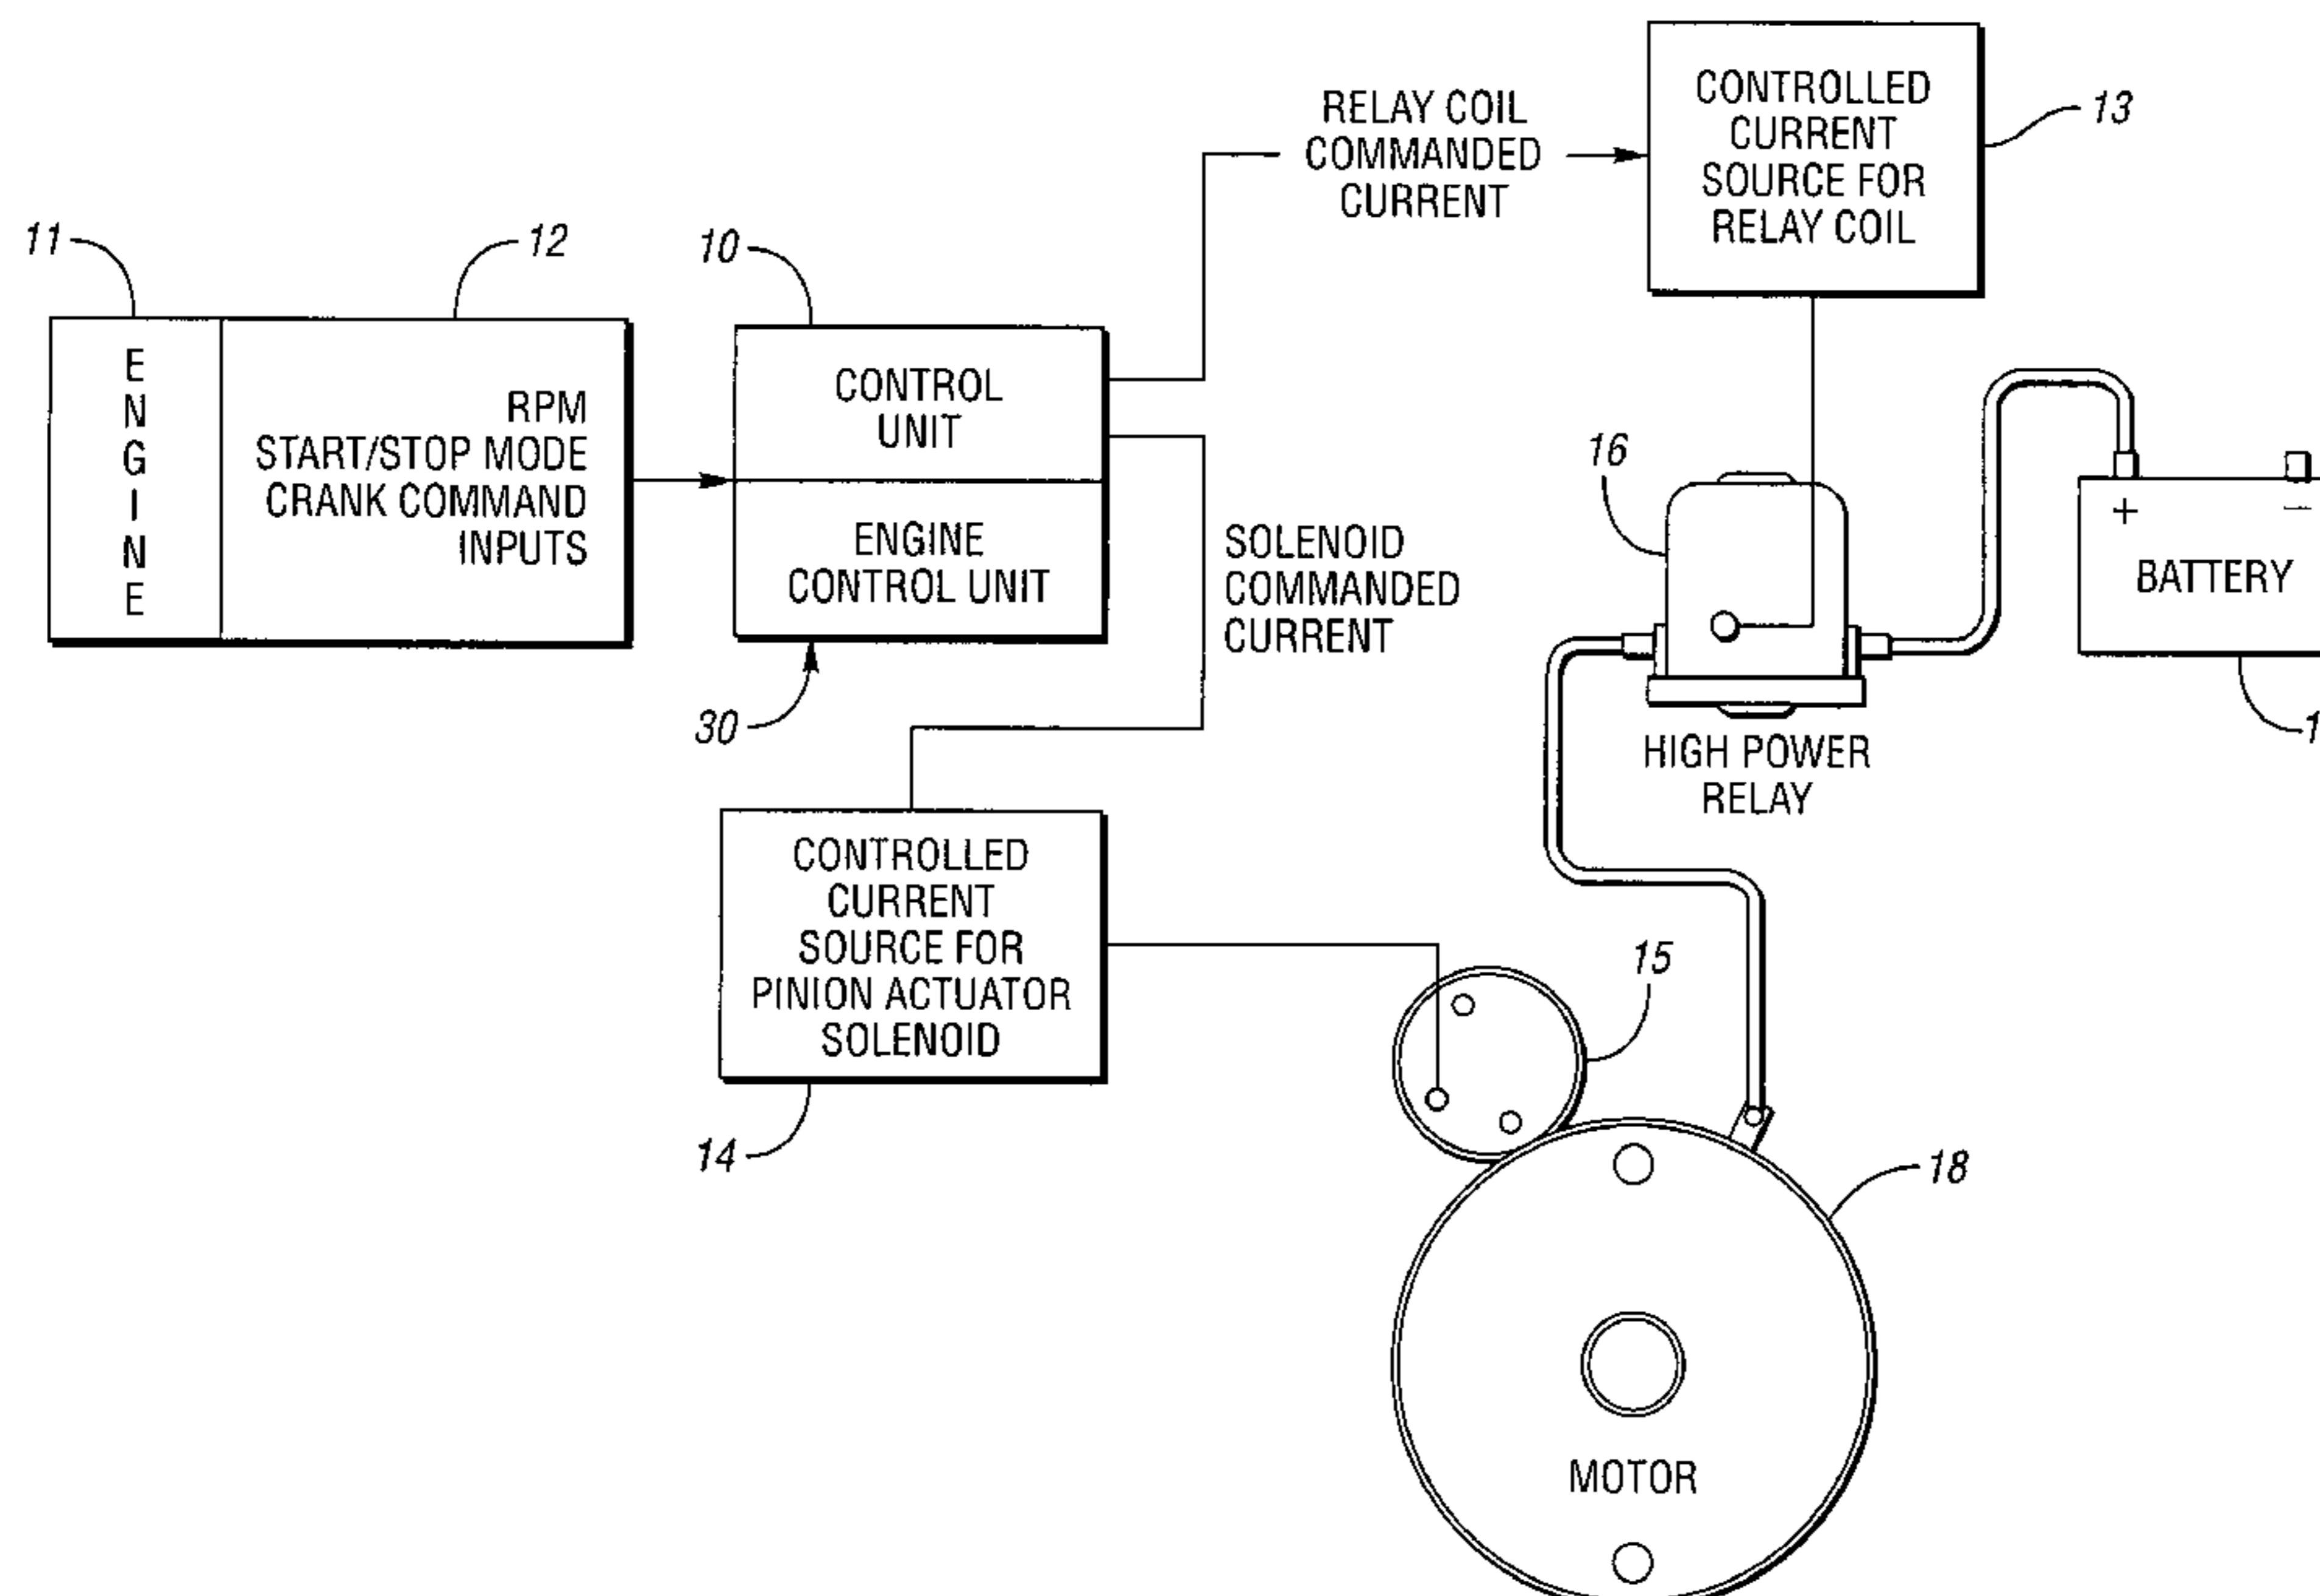 RELAY COIL
COMMANDED
CURRENT
CONTROLLED
CURRENT
SOURCE FOR
RELAY COIL
13
11
12
10
E
N
G
I
N
E
RPM
START/STOP MODE
CRANK COMMAND
INPUTS
CONTROL
UNIT
ENGINE
CONTROL UNIT
30
SOLENOID
COMMANDED
CURRENT
16
HIGH POWER
RELAY
+
−
BATTERY
CONTROLLED
CURRENT
SOURCE FOR
PINION ACTUATOR
SOLENOID
14
15
18
MOTOR